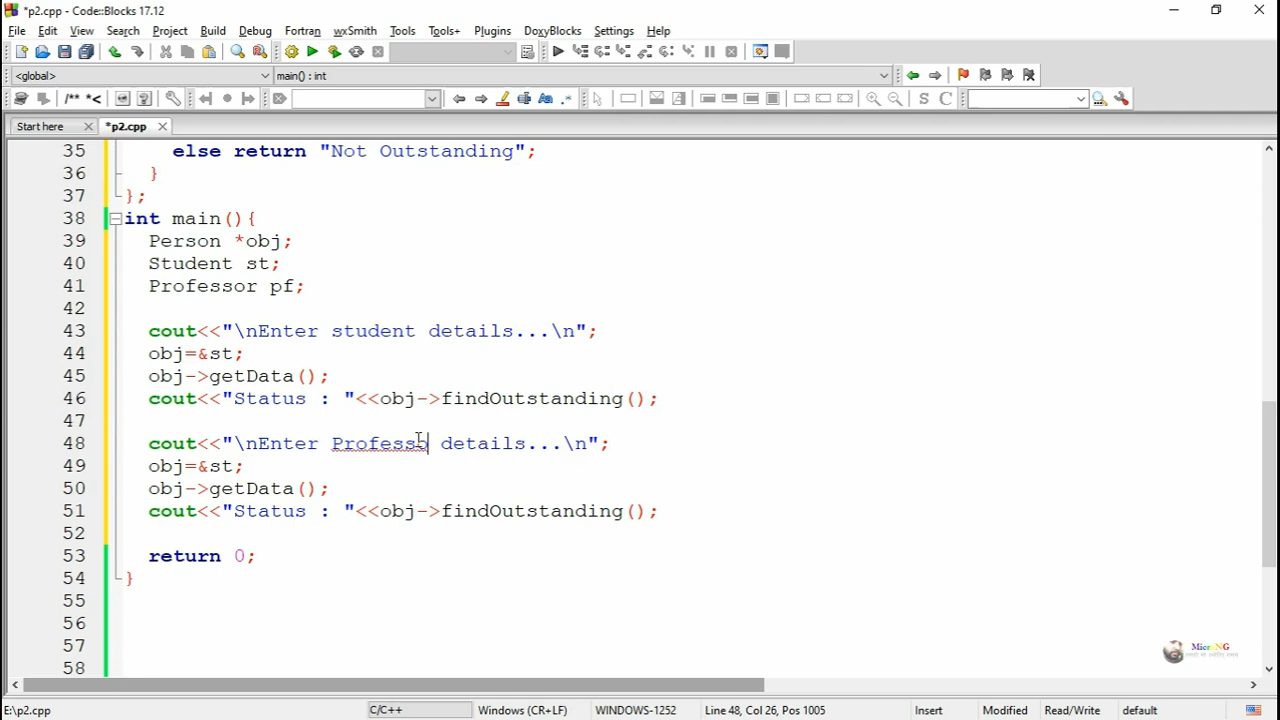 *p2.cpp - Code::Blocks 17.12
File Edit View Search Project Build Debug Fortran wxSmith Tools Tools+ Plugins DoxyBlocks Settings Help
<global> main() : int
/** *< Aa .* S C
Start here *p2.cpp
35 else return "Not Outstanding";
36 }
37 };
38 int main(){
39 Person *obj;
40 Student st;
41 Professor pf;
42
43 cout<<"\nEnter student details...\n";
44 obj=&st;
45 obj->getData();
46 cout<<"Status : "<<obj->findOutstanding();
47
48 cout<<"\nEnter Professo details...\n";
49 obj=&st;
50 obj->getData();
51 cout<<"Status : "<<obj->findOutstanding();
52
53 return 0;
54 }
55
56
57
58
MicroNG
E:\p2.cpp C/C++ Windows (CR+LF) WINDOWS-1252 Line 48, Col 26, Pos 1005 Insert Modified Read/Write default